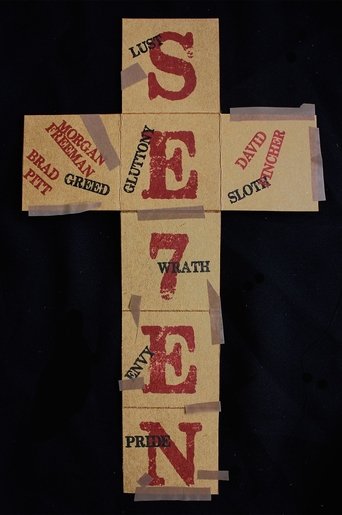 LUST
S
GLUTTONY
E
MORGAN
FREEMAN
BRAD
PITT
GREED
DAVID
FINCHER
SLOTH
7
WRATH
ENVY
E
PRIDE
N